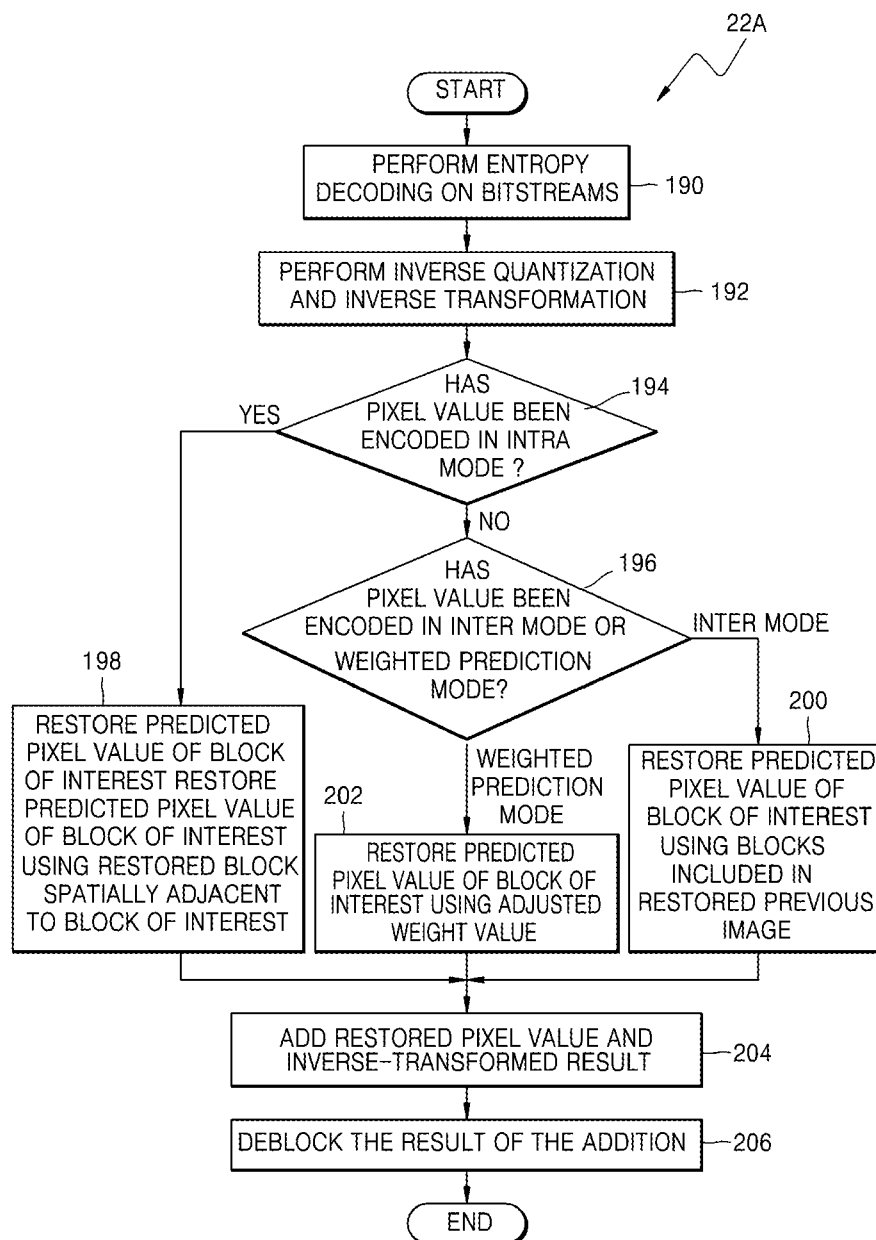 22A
START
PERFORM ENTROPY
DECODING ON BITSTREAMS
190
PERFORM INVERSE QUANTIZATION
AND INVERSE TRANSFORMATION
192
HAS
PIXEL VALUE BEEN
ENCODED IN INTRA
MODE ?
194
YES
NO
HAS
PIXEL VALUE BEEN
ENCODED IN INTER MODE OR
WEIGHTED PREDICTION
MODE?
196
INTER MODE
198
RESTORE PREDICTED
PIXEL VALUE OF BLOCK
OF INTEREST RESTORE
PREDICTED PIXEL VALUE
OF BLOCK OF INTEREST
USING RESTORED BLOCK
SPATIALLY ADJACENT
TO BLOCK OF INTEREST
WEIGHTED
PREDICTION
MODE
202
RESTORE PREDICTED
PIXEL VALUE OF BLOCK OF
INTEREST USING ADJUSTED
WEIGHT VALUE
200
RESTORE PREDICTED
PIXEL VALUE OF
BLOCK OF INTEREST
USING BLOCKS
INCLUDED IN
RESTORED PREVIOUS
IMAGE
ADD RESTORED PIXEL VALUE AND
INVERSE-TRANSFORMED RESULT
204
DEBLOCK THE RESULT OF THE ADDITION
206
END